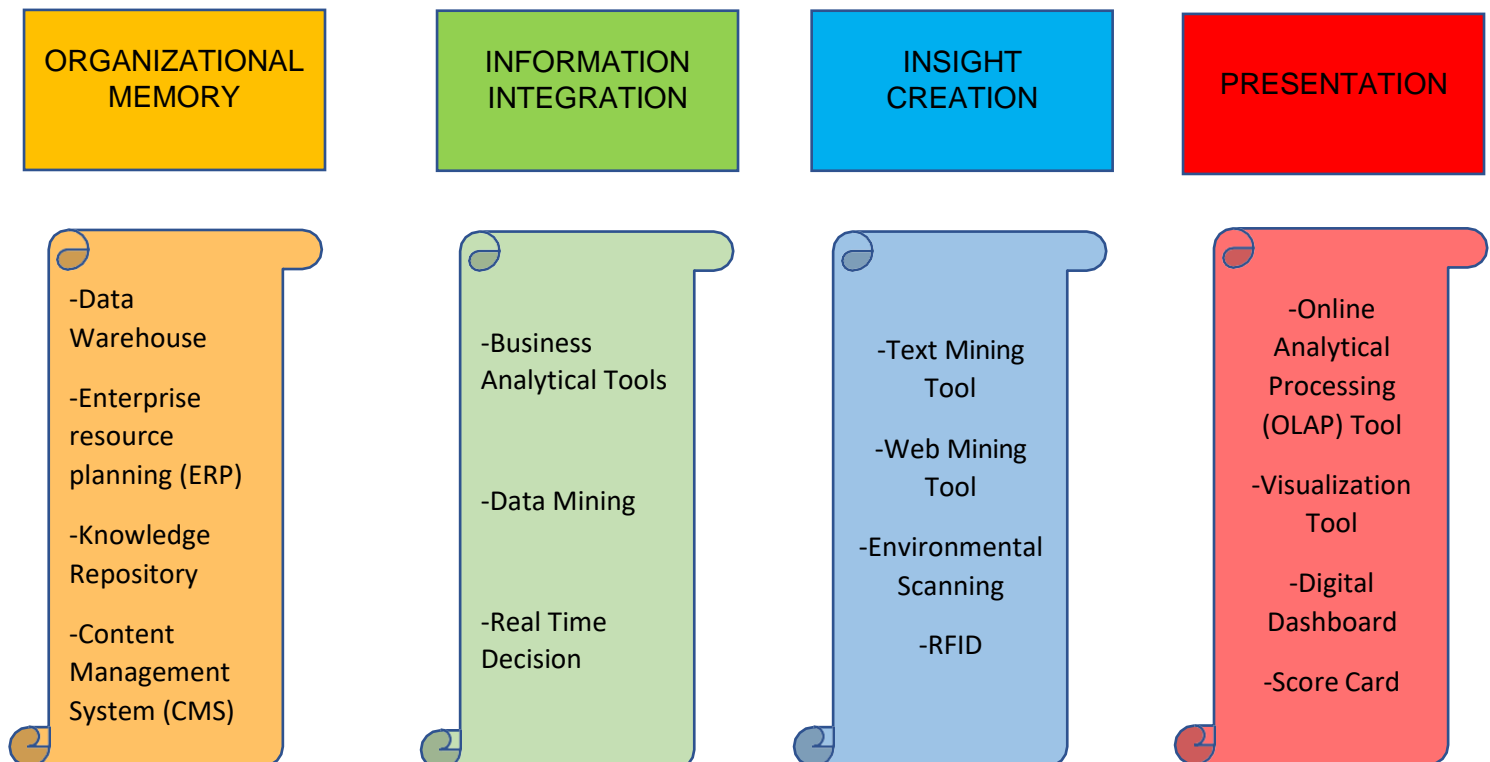 ORGANIZATIONAL
MEMORY
INFORMATION
INTEGRATION
INSIGHT
CREATION
PRESENTATION
-Data
Warehouse
-Enterprise
resource
planning (ERP)
-Knowledge
Repository
-Content
Management
System (CMS)
-Business
Analytical Tools
-Data Mining
-Real Time
Decision
-Text Mining
Tool
-Web Mining
Tool
-Environmental
Scanning
-RFID
-Online
Analytical
Processing
(OLAP) Tool
-Visualization
Tool
-Digital
Dashboard
-Score Card